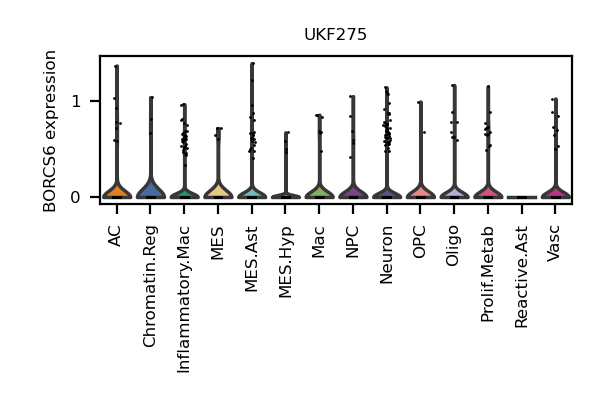 UKF275
BORCS6 expression
1
0
AC
Chromatin.Reg
Inflammatory.Mac
MES
MES.Ast
MES.Hyp
Mac
NPC
Neuron
OPC
Oligo
Prolif.Metab
Reactive.Ast
Vasc